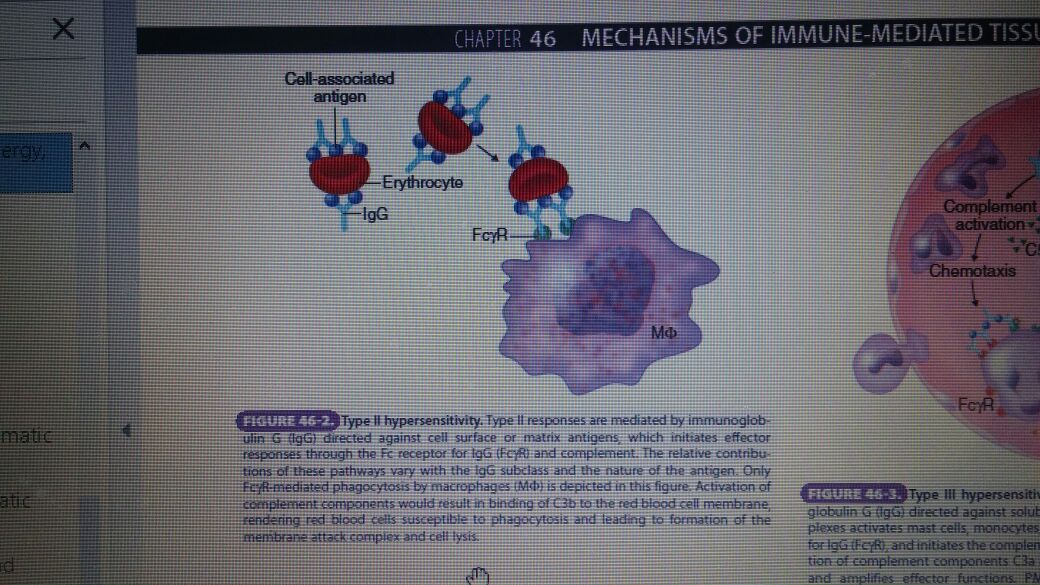 CHAPTER 46 MECHANISMS OF IMMUNE-MEDIATED TISSU
Cell-associated
antigen
Erythrocyte
IgG
FcγR
MΦ
FIGURE 46-2. Type II hypersensitivity. Type II responses are mediated by immunoglob-
ulin G (IgG) directed against cell surface or matrix antigens, which initiates effector
responses through the Fc receptor for IgG (FcγR) and complement. The relative contribu-
tions of these pathways vary with the IgG subclass and the nature of the antigen. Only
FcγR-mediated phagocytosis by macrophages (MΦ) is depicted in this figure. Activation of
complement components would result in binding of C3b to the red blood cell membrane,
rendering red blood cells susceptible to phagocytosis and leading to formation of the
membrane attack complex and cell lysis.
Complement
activation
Chemotaxis
FcγR
FIGURE 46-3. Type III hypersensitiv
globulin G (IgG) directed against solub
plexes activates mast cells, monocytes
for IgG (FcγR), and initiates the complem
tion of complement components C3a
and amplifies effector functions. PM
ergy,
matic
atic
d